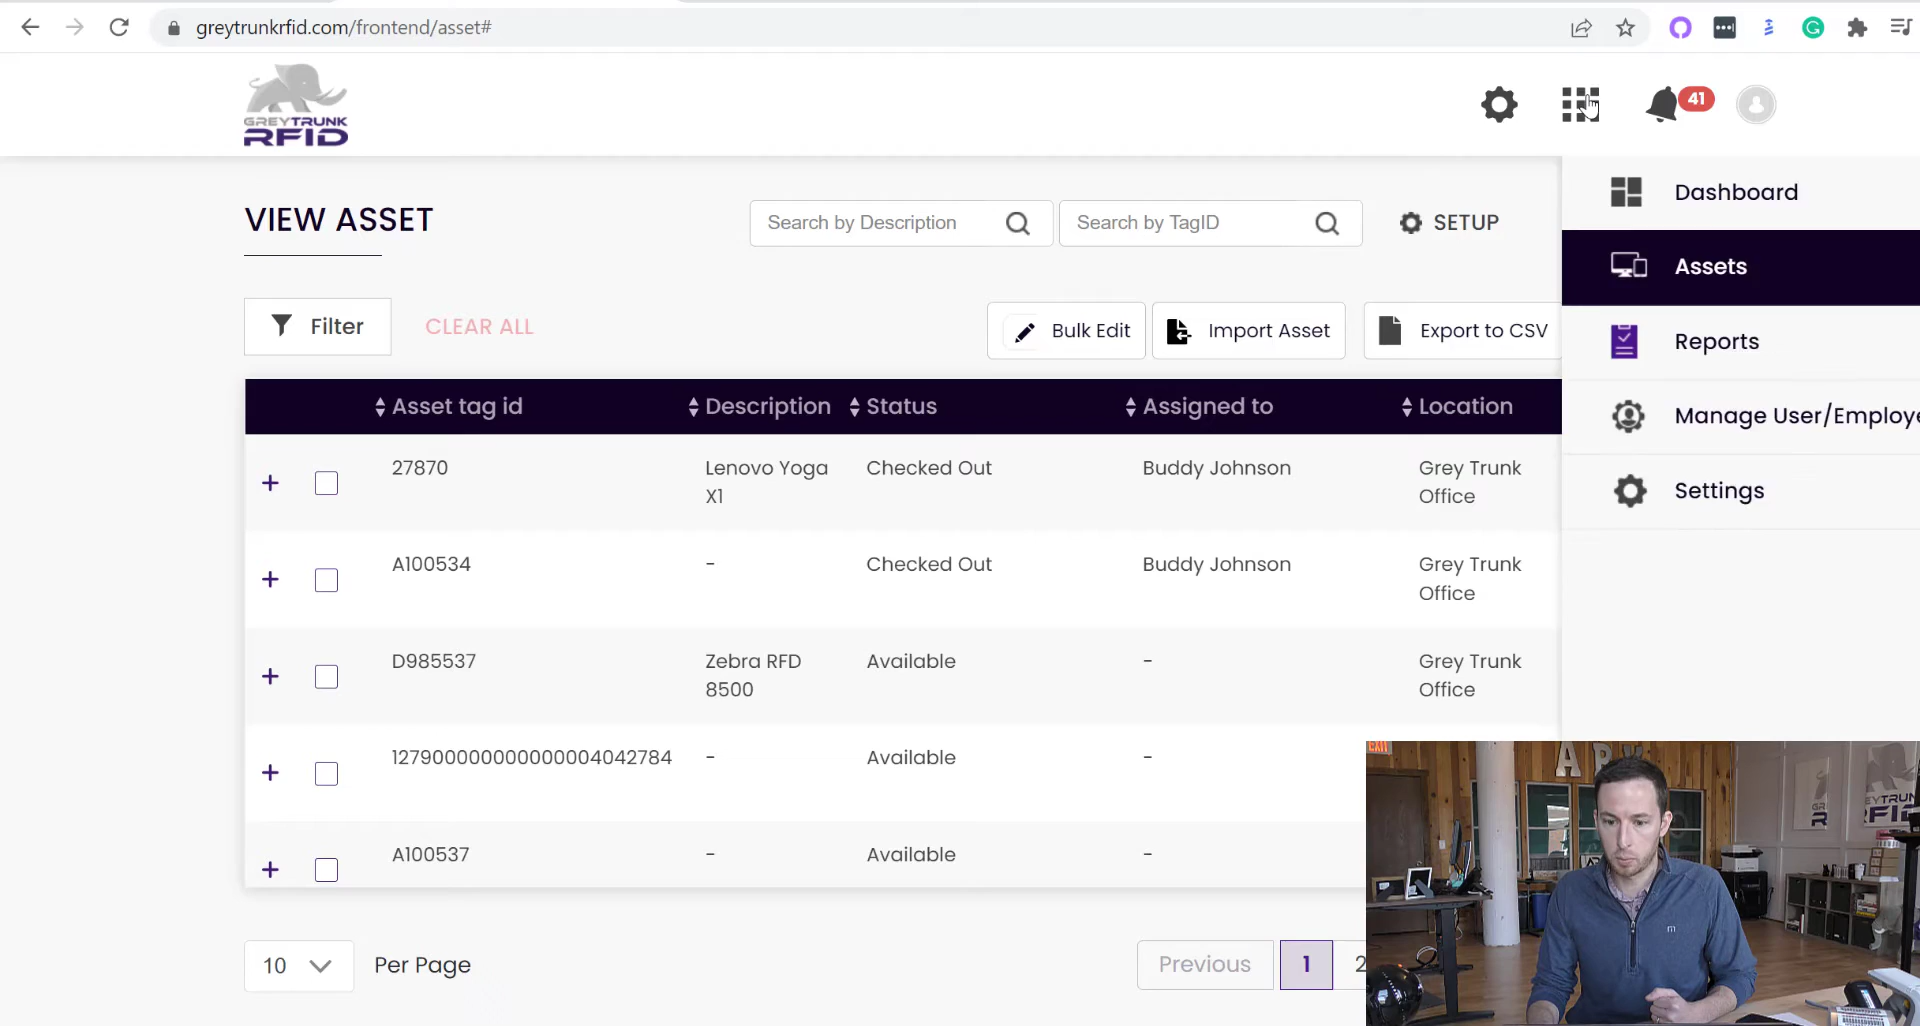 greytrunkrfid.com/frontend/asset#
GREYTRUNK
RFID
41
VIEW ASSET
Search by Description
Search by TagID
SETUP
Dashboard
Assets
Reports
Manage User/Employe
Settings
Filter
CLEAR ALL
Bulk Edit
Import Asset
Export to CSV
Asset tag id
Description
Status
Assigned to
Location
27870
Lenovo Yoga
X1
Checked Out
Buddy Johnson
Grey Trunk
Office
A100534
-
Checked Out
Buddy Johnson
Grey Trunk
Office
D985537
Zebra RFD
8500
Available
-
Grey Trunk
Office
-
Available
-
A100537
-
Available
-
10
Per Page
Previous
1
2
EXIT